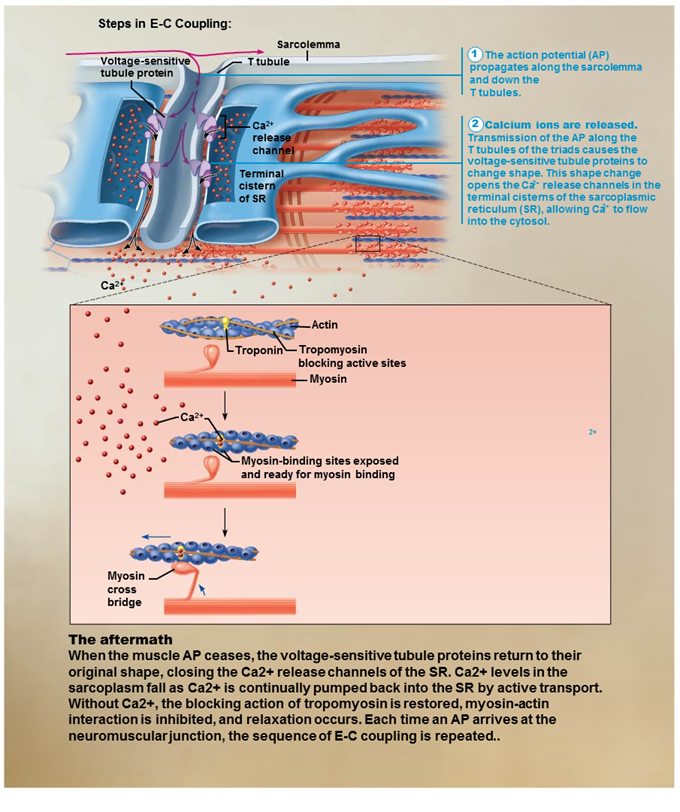 Steps in E-C Coupling:
Sarcolemma
Voltage-sensitive
tubule protein
T tubule
1 The action potential (AP)
propagates along the sarcolemma
and down the
T tubules.
Ca2+
release
channel
2 Calcium ions are released.
Transmission of the AP along the
T tubules of the triads causes the
voltage-sensitive tubule proteins to
change shape. This shape change
opens the Ca2+ release channels in the
terminal cisterns of the sarcoplasmic
reticulum (SR), allowing Ca2+ to flow
into the cytosol.
Terminal
cistern
of SR
Ca2+
Actin
Troponin
Tropomyosin
blocking active sites
Myosin
Ca2+
2+
Myosin-binding sites exposed
and ready for myosin binding
Myosin
cross
bridge
The aftermath
When the muscle AP ceases, the voltage-sensitive tubule proteins return to their
original shape, closing the Ca2+ release channels of the SR. Ca2+ levels in the
sarcoplasm fall as Ca2+ is continually pumped back into the SR by active transport.
Without Ca2+, the blocking action of tropomyosin is restored, myosin-actin
interaction is inhibited, and relaxation occurs. Each time an AP arrives at the
neuromuscular junction, the sequence of E-C coupling is repeated..